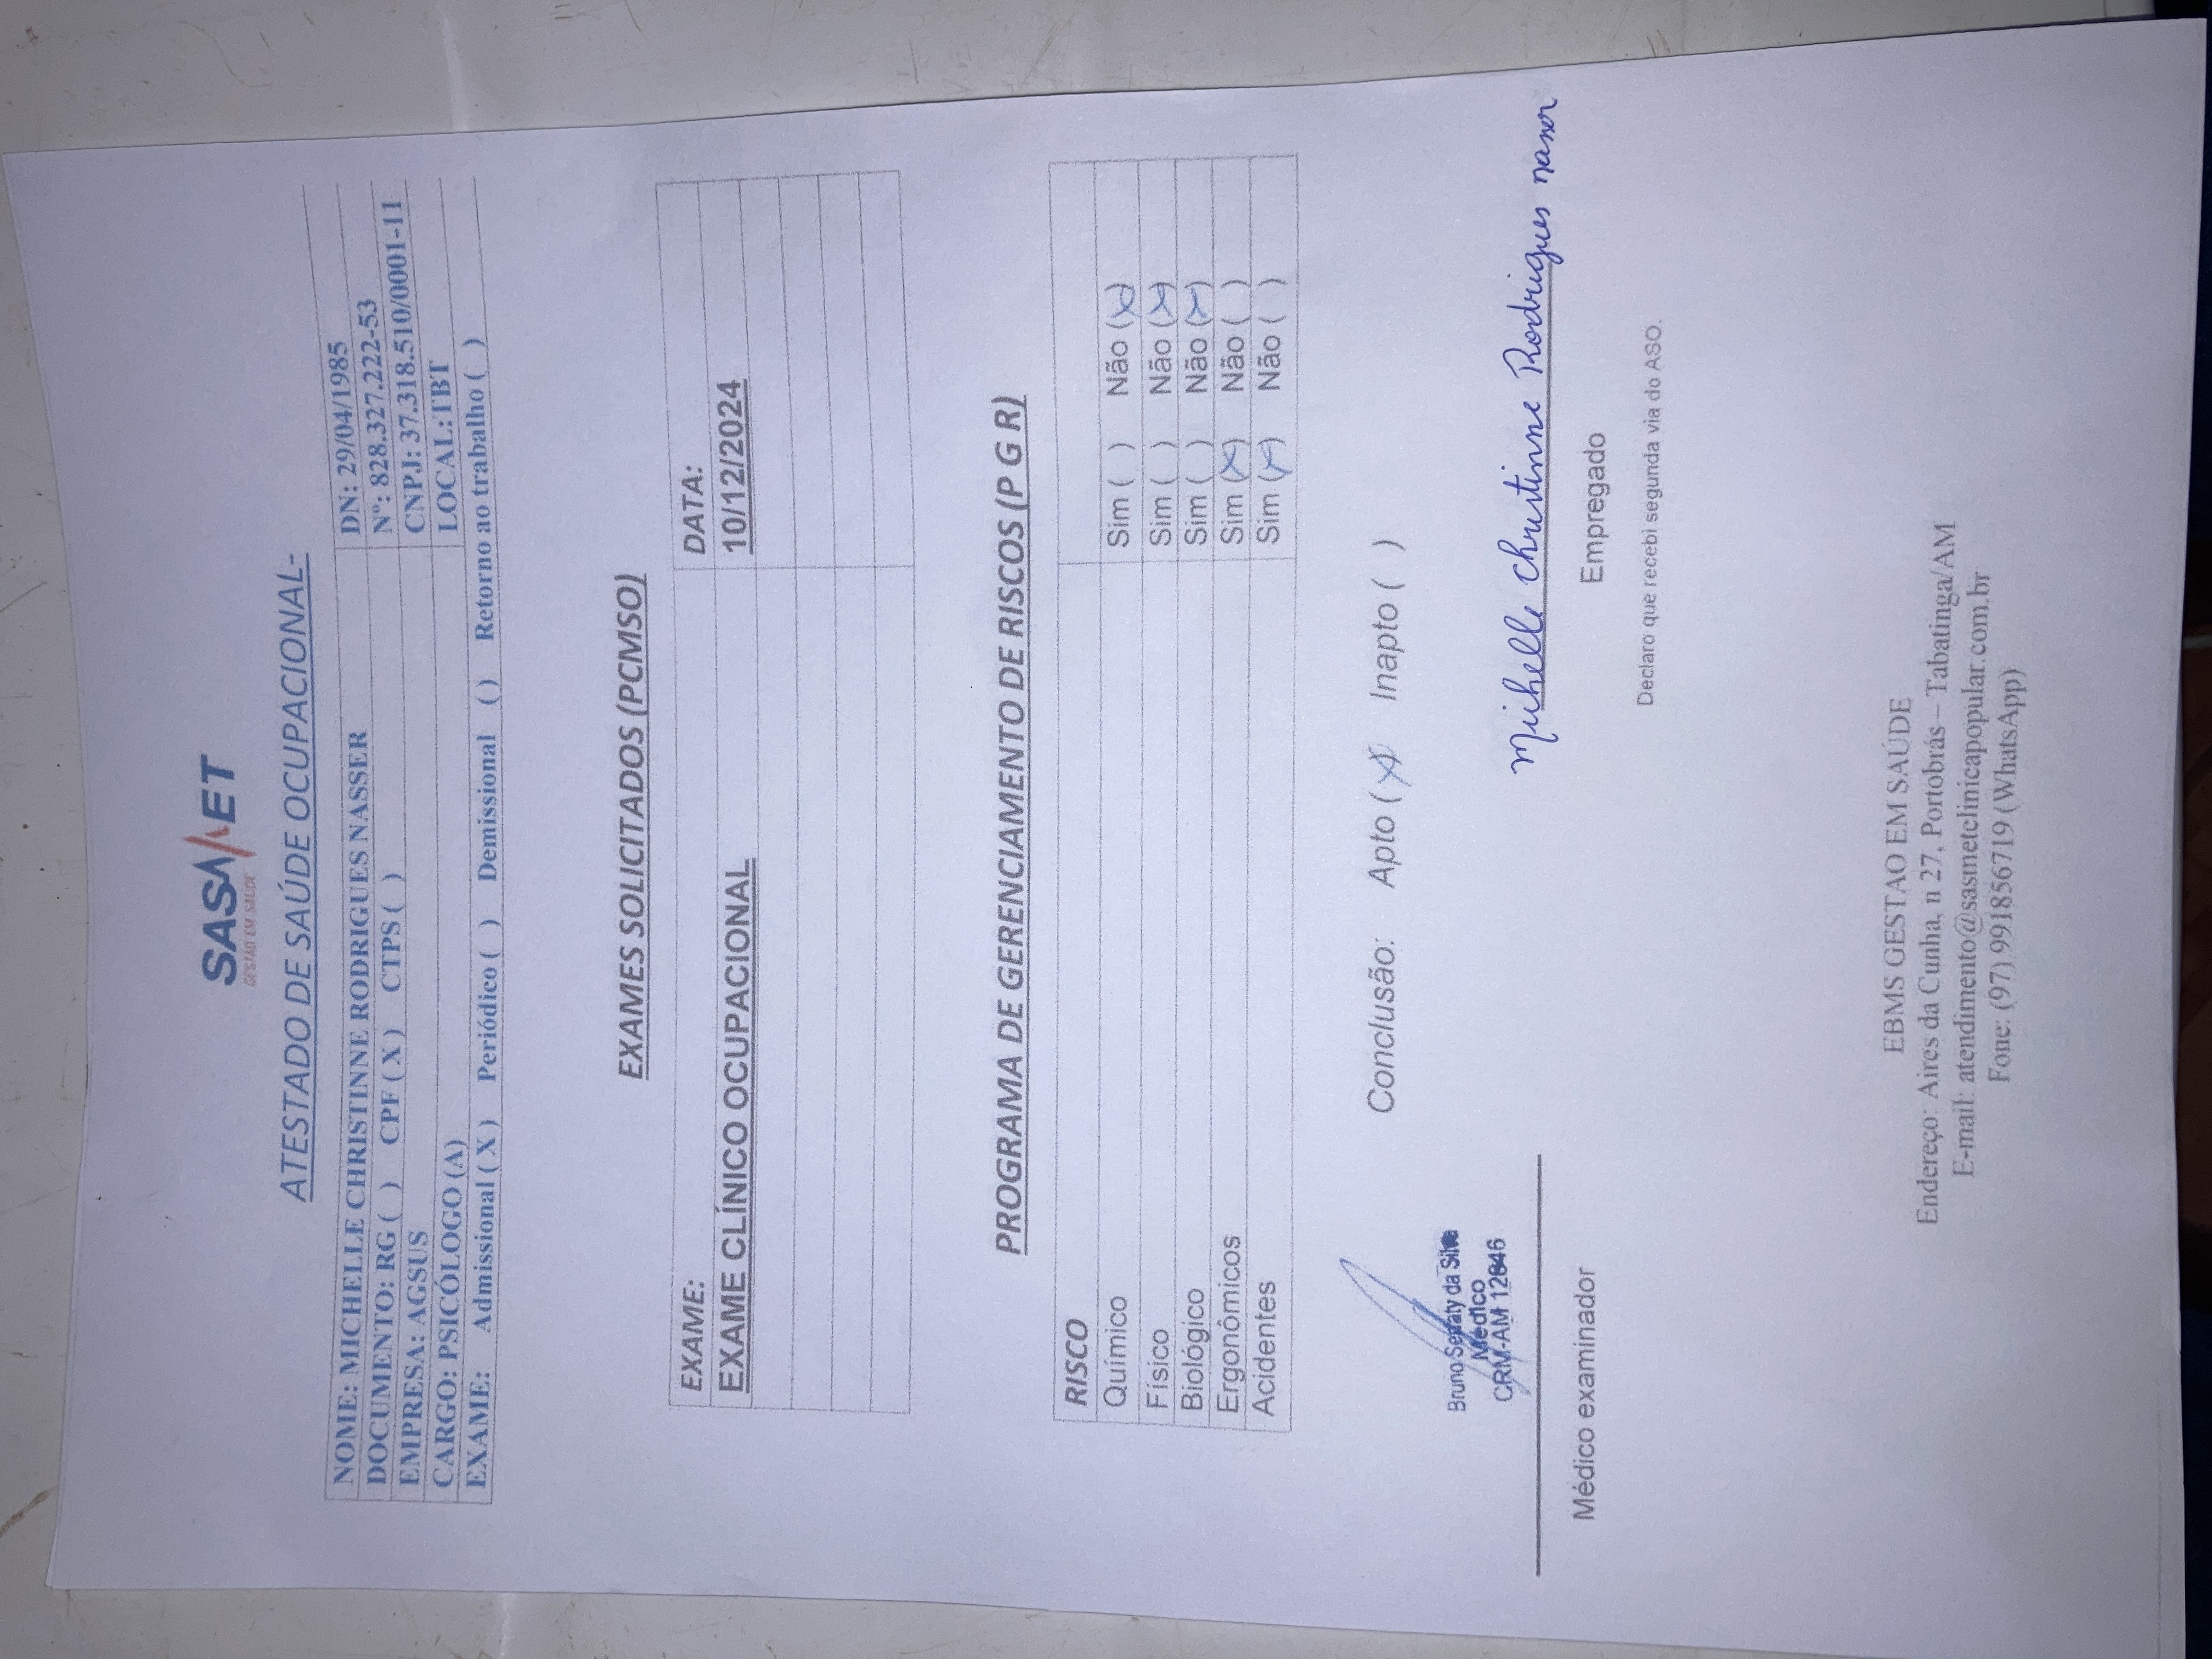 SASMET
GESTÃO EM SAÚDE
ATESTADO DE SAÚDE OCUPACIONAL-
NOME: MICHELLE CHRISTINNE RODRIGUES NASSER DN: 29/04/1985
DOCUMENTO: RG ( ) CPF ( X ) CTPS ( ) Nº: 828.327.222-53
EMPRESA: AGSUS CNPJ: 37.318.510/0001-11
CARGO: PSICÓLOGO (A) LOCAL:TBT
EXAME: Admissional ( X ) Periódico ( ) Demissional ( ) Retorno ao trabalho ( )
EXAMES SOLICITADOS (PCMSO)
EXAME: DATA:
EXAME CLÍNICO OCUPACIONAL 10/12/2024
PROGRAMA DE GERENCIAMENTO DE RISCOS (P G R)
RISCO
Químico Sim ( ) Não (X)
Físico Sim ( ) Não (X)
Biológico Sim ( ) Não (X)
Ergonômicos Sim (X) Não ( )
Acidentes Sim (X) Não ( )
Conclusão: Apto (X) Inapto ( )
Bruno da Silva
Médico
CRM-AM
Michelle Christinne Rodrigues nasser
Médico examinador Empregado
Declaro que recebi segunda via do ASO.
EBMS GESTAO EM SAÚDE
Endereço: Aires da Cunha, n 27, Portobrás – Tabatinga/AM
E-mail: atendimento@sasmetclinicapopular.com.br
Fone: (97) 991856719 (WhatsApp)